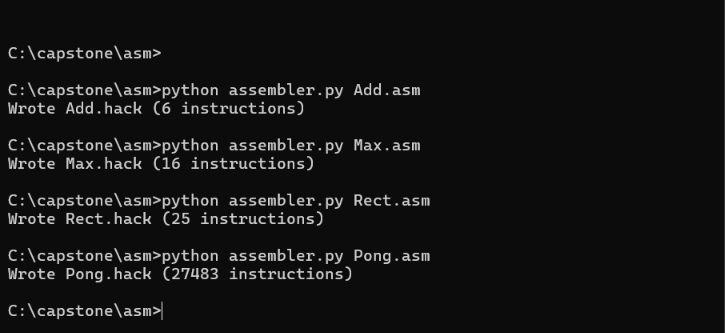 C:\capstone\asm>
C:\capstone\asm>python assembler.py Add.asm
Wrote Add.hack (6 instructions)
C:\capstone\asm>python assembler.py Max.asm
Wrote Max.hack (16 instructions)
C:\capstone\asm>python assembler.py Rect.asm
Wrote Rect.hack (25 instructions)
C:\capstone\asm>python assembler.py Pong.asm
Wrote Pong.hack (27483 instructions)
C:\capstone\asm>